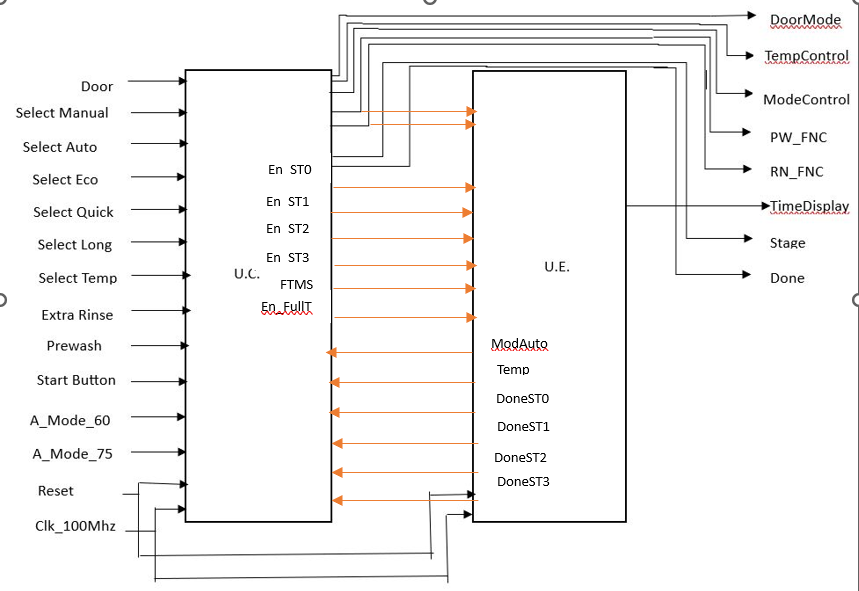 Door
Select Manual
Select Auto
Select Eco
Select Quick
Select Long
Select Temp
Extra Rinse
Prewash
Start Button
A_Mode_60
A_Mode_75
Reset
Clk_100Mhz
U.C.
En ST0
En ST1
En ST2
En ST3
FTMS
En_FullT
U.E.
ModAuto
Temp
DoneST0
DoneST1
DoneST2
DoneST3
DoorMode
TempControl
ModeControl
PW_FNC
RN_FNC
TimeDisplay
Stage
Done